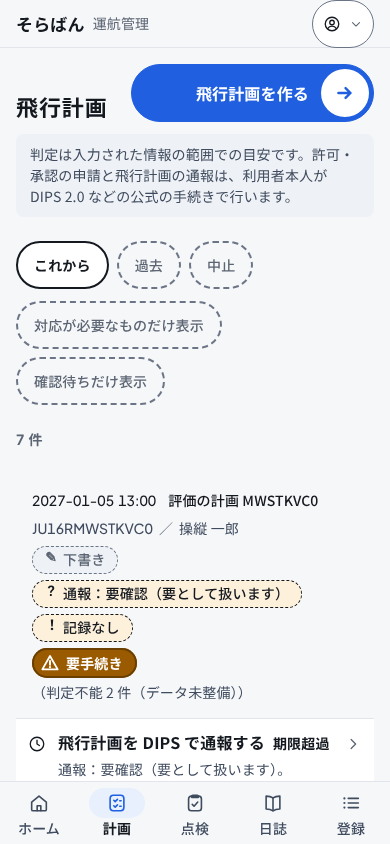 そらばん 運航管理
飛行計画
飛行計画を作る
判定は入力された情報の範囲での目安です。許可・
承認の申請と飛行計画の通報は、利用者本人が
DIPS 2.0 などの公式の手続きで行います。
これから
過去
中止
対応が必要なものだけ表示
確認待ちだけ表示
7 件
2027-01-05 13:00 評価の計画 MWSTKVC0
JU16RMWSTKVC0 ／ 操縦 一郎
✎ 下書き
? 通報：要確認（要として扱います）
! 記録なし
要手続き
（判定不能 2 件（データ未整備））
飛行計画を DIPS で通報する 期限超過
通報：要確認（要として扱います）。
ホーム
計画
点検
日誌
登録